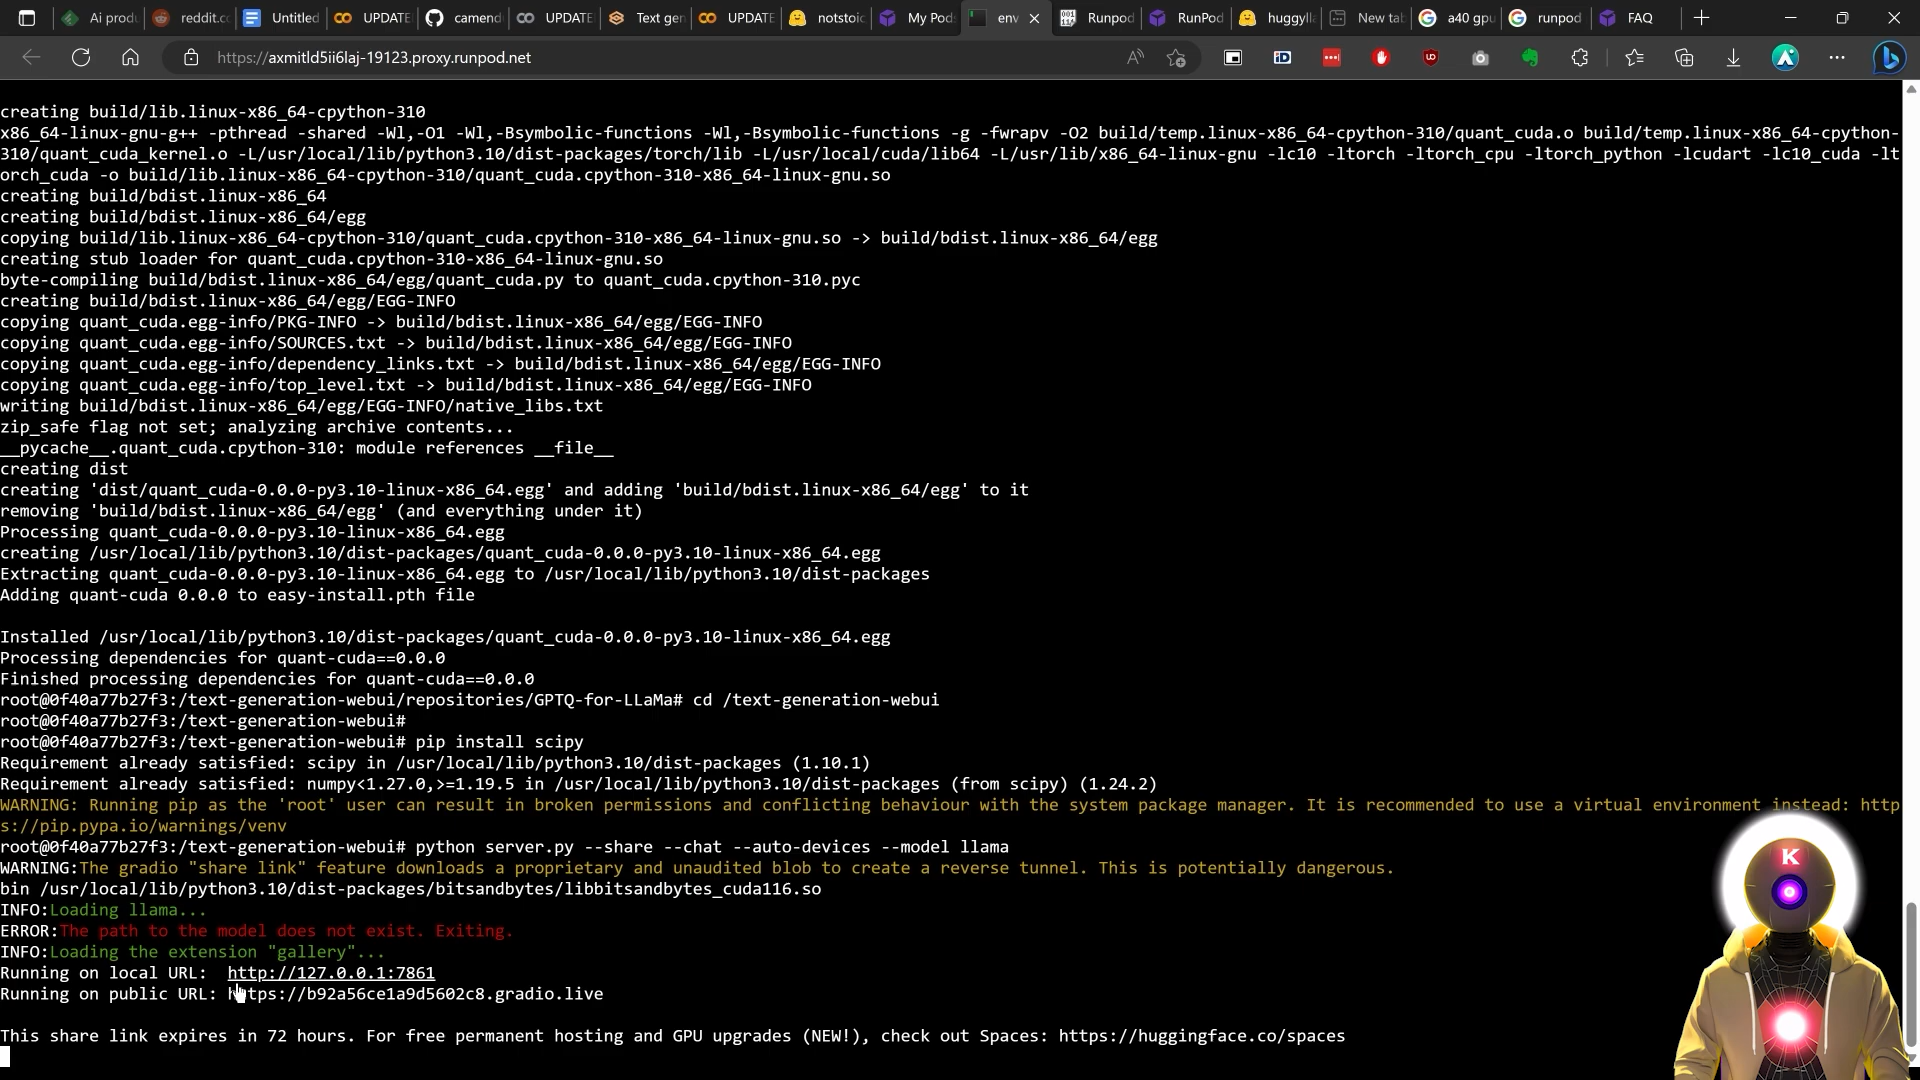 Ai produ
reddit.co
Untitled
UPDATE
camend
UPDATE
Text gen
UPDATE
notstoic
My Pod
env
Runpod
RunPod
huggyll
New tab
a40 gpu
runpod
FAQ
https://axmitld5ii6laj-19123.proxy.runpod.net
creating build/lib.linux-x86_64-cpython-310
x86_64-linux-gnu-g++ -pthread -shared -Wl,-O1 -Wl,-Bsymbolic-functions -Wl,-Bsymbolic-functions -g -fwrapv -O2 build/temp.linux-x86_64-cpython-310/quant_cuda.o build/temp.linux-x86_64-cpython-
310/quant_cuda_kernel.o -L/usr/local/lib/python3.10/dist-packages/torch/lib -L/usr/local/cuda/lib64 -L/usr/lib/x86_64-linux-gnu -lc10 -ltorch -ltorch_cpu -ltorch_python -lcudart -lc10_cuda -lt
orch_cuda -o build/lib.linux-x86_64-cpython-310/quant_cuda.cpython-310-x86_64-linux-gnu.so
creating build/bdist.linux-x86_64
creating build/bdist.linux-x86_64/egg
copying build/lib.linux-x86_64-cpython-310/quant_cuda.cpython-310-x86_64-linux-gnu.so -> build/bdist.linux-x86_64/egg
creating stub loader for quant_cuda.cpython-310-x86_64-linux-gnu.so
byte-compiling build/bdist.linux-x86_64/egg/quant_cuda.py to quant_cuda.cpython-310.pyc
creating build/bdist.linux-x86_64/egg/EGG-INFO
copying quant_cuda.egg-info/PKG-INFO -> build/bdist.linux-x86_64/egg/EGG-INFO
copying quant_cuda.egg-info/SOURCES.txt -> build/bdist.linux-x86_64/egg/EGG-INFO
copying quant_cuda.egg-info/dependency_links.txt -> build/bdist.linux-x86_64/egg/EGG-INFO
copying quant_cuda.egg-info/top_level.txt -> build/bdist.linux-x86_64/egg/EGG-INFO
writing build/bdist.linux-x86_64/egg/EGG-INFO/native_libs.txt
zip_safe flag not set; analyzing archive contents...
__pycache__.quant_cuda.cpython-310: module references __file__
creating dist
creating 'dist/quant_cuda-0.0.0-py3.10-linux-x86_64.egg' and adding 'build/bdist.linux-x86_64/egg' to it
removing 'build/bdist.linux-x86_64/egg' (and everything under it)
Processing quant_cuda-0.0.0-py3.10-linux-x86_64.egg
creating /usr/local/lib/python3.10/dist-packages/quant_cuda-0.0.0-py3.10-linux-x86_64.egg
Extracting quant_cuda-0.0.0-py3.10-linux-x86_64.egg to /usr/local/lib/python3.10/dist-packages
Adding quant-cuda 0.0.0 to easy-install.pth file
Installed /usr/local/lib/python3.10/dist-packages/quant_cuda-0.0.0-py3.10-linux-x86_64.egg
Processing dependencies for quant-cuda==0.0.0
Finished processing dependencies for quant-cuda==0.0.0
root@0f40a77b27f3:/text-generation-webui/repositories/GPTQ-for-LLaMa# cd /text-generation-webui
root@0f40a77b27f3:/text-generation-webui#
root@0f40a77b27f3:/text-generation-webui# pip install scipy
Requirement already satisfied: scipy in /usr/local/lib/python3.10/dist-packages (1.10.1)
Requirement already satisfied: numpy<1.27.0,>=1.19.5 in /usr/local/lib/python3.10/dist-packages (from scipy) (1.24.2)
WARNING: Running pip as the 'root' user can result in broken permissions and conflicting behaviour with the system package manager. It is recommended to use a virtual environment instead: http
s://pip.pypa.io/warnings/venv
root@0f40a77b27f3:/text-generation-webui# python server.py --share --chat --auto-devices --model llama
WARNING:The gradio "share link" feature downloads a proprietary and unaudited blob to create a reverse tunnel. This is potentially dangerous.
bin /usr/local/lib/python3.10/dist-packages/bitsandbytes/libbitsandbytes_cuda116.so
INFO:Loading llama...
ERROR:The path to the model does not exist. Exiting.
INFO:Loading the extension "gallery"...
Running on local URL:  http://127.0.0.1:7861
Running on public URL: https://b92a56ce1a9d5602c8.gradio.live
This share link expires in 72 hours. For free permanent hosting and GPU upgrades (NEW!), check out Spaces: https://huggingface.co/spaces
K